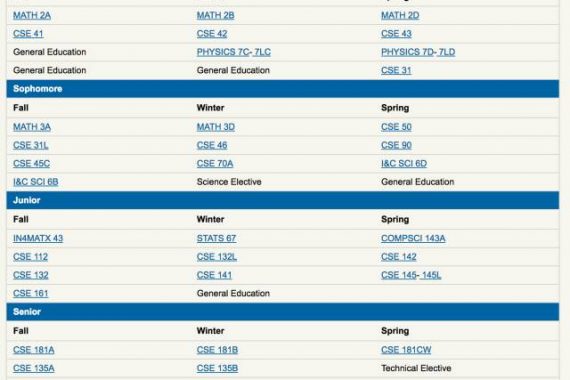 Spring
MATH 2A MATH 2B MATH 2D
CSE 41 CSE 42 CSE 43
General Education PHYSICS 7C- 7LC PHYSICS 7D- 7LD
General Education General Education CSE 31
Sophomore
Fall Winter Spring
MATH 3A MATH 3D CSE 50
CSE 31L CSE 46 CSE 90
CSE 45C CSE 70A I&C SCI 6D
I&C SCI 6B Science Elective General Education
Junior
Fall Winter Spring
IN4MATX 43 STATS 67 COMPSCI 143A
CSE 112 CSE 132L CSE 142
CSE 132 CSE 141 CSE 145- 145L
CSE 161 General Education
Senior
Fall Winter Spring
CSE 181A CSE 181B CSE 181CW
CSE 135A CSE 135B Technical Elective